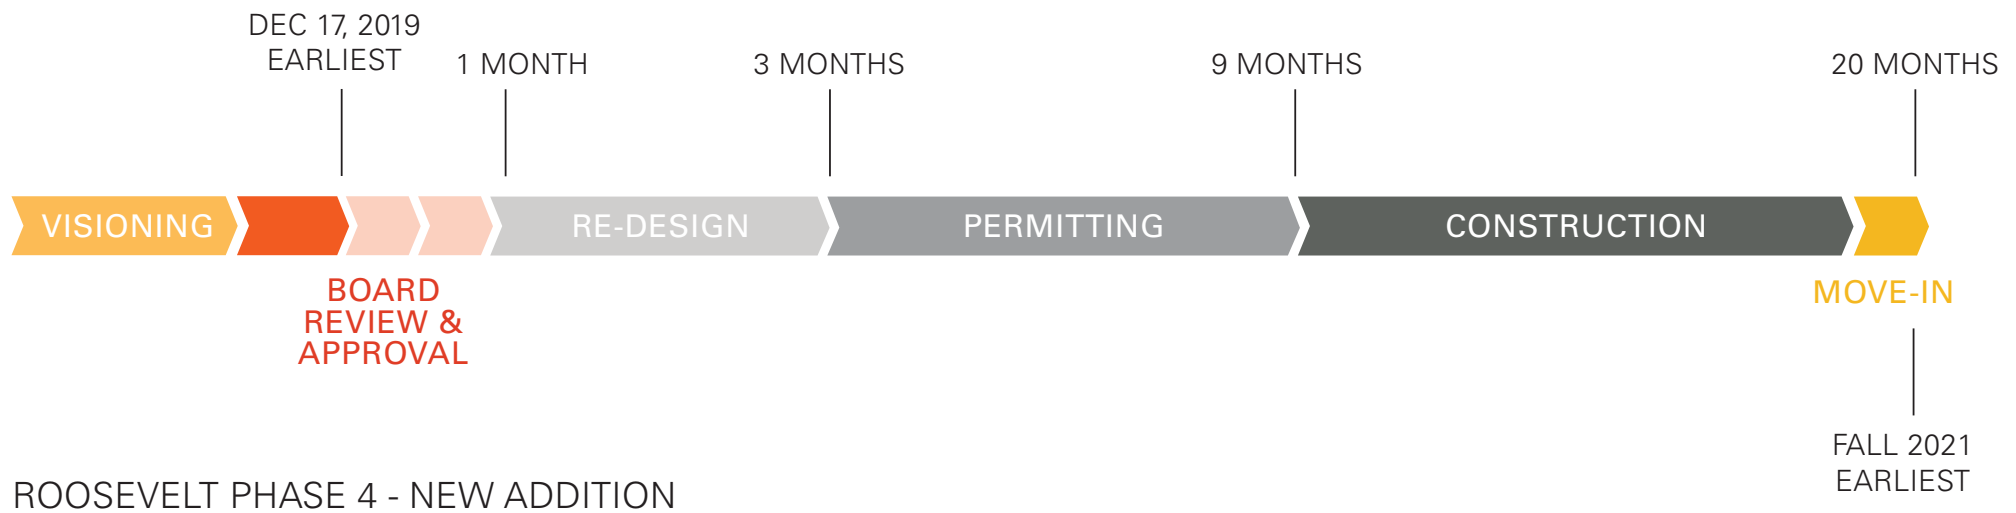 DEC 17, 2019
EARLIEST
1 MONTH
3 MONTHS
9 MONTHS
20 MONTHS
VISIONING
RE-DESIGN
PERMITTING
CONSTRUCTION
BOARD
REVIEW &
APPROVAL
MOVE-IN
FALL 2021
EARLIEST
ROOSEVELT PHASE 4 - NEW ADDITION